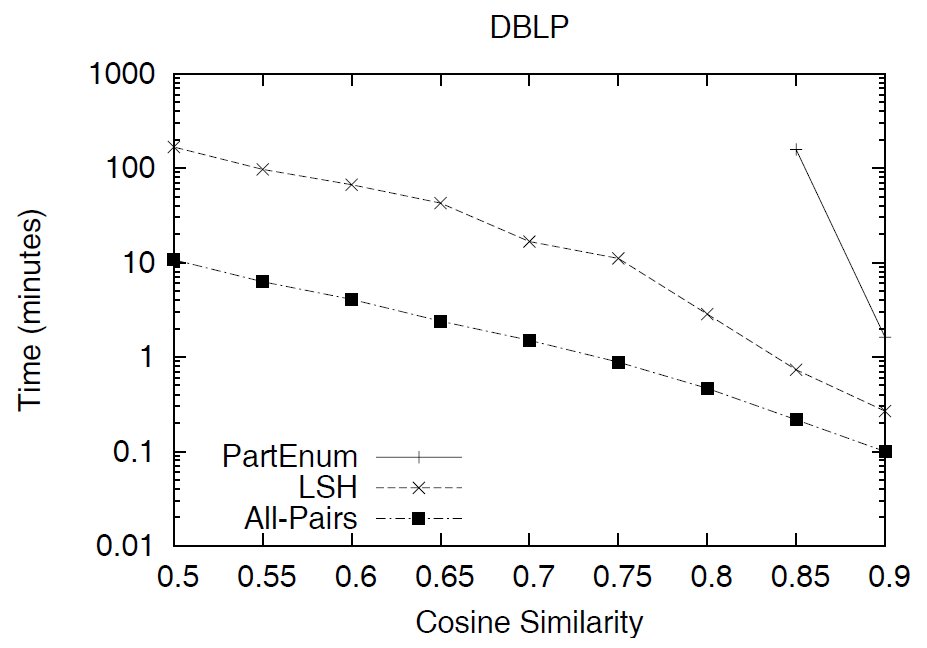 DBLP
1000
100
10
1
0.1
0.01
Time (minutes)
PartEnum
LSH
All-Pairs
0.5 0.55 0.6 0.65 0.7 0.75 0.8 0.85 0.9
Cosine Similarity